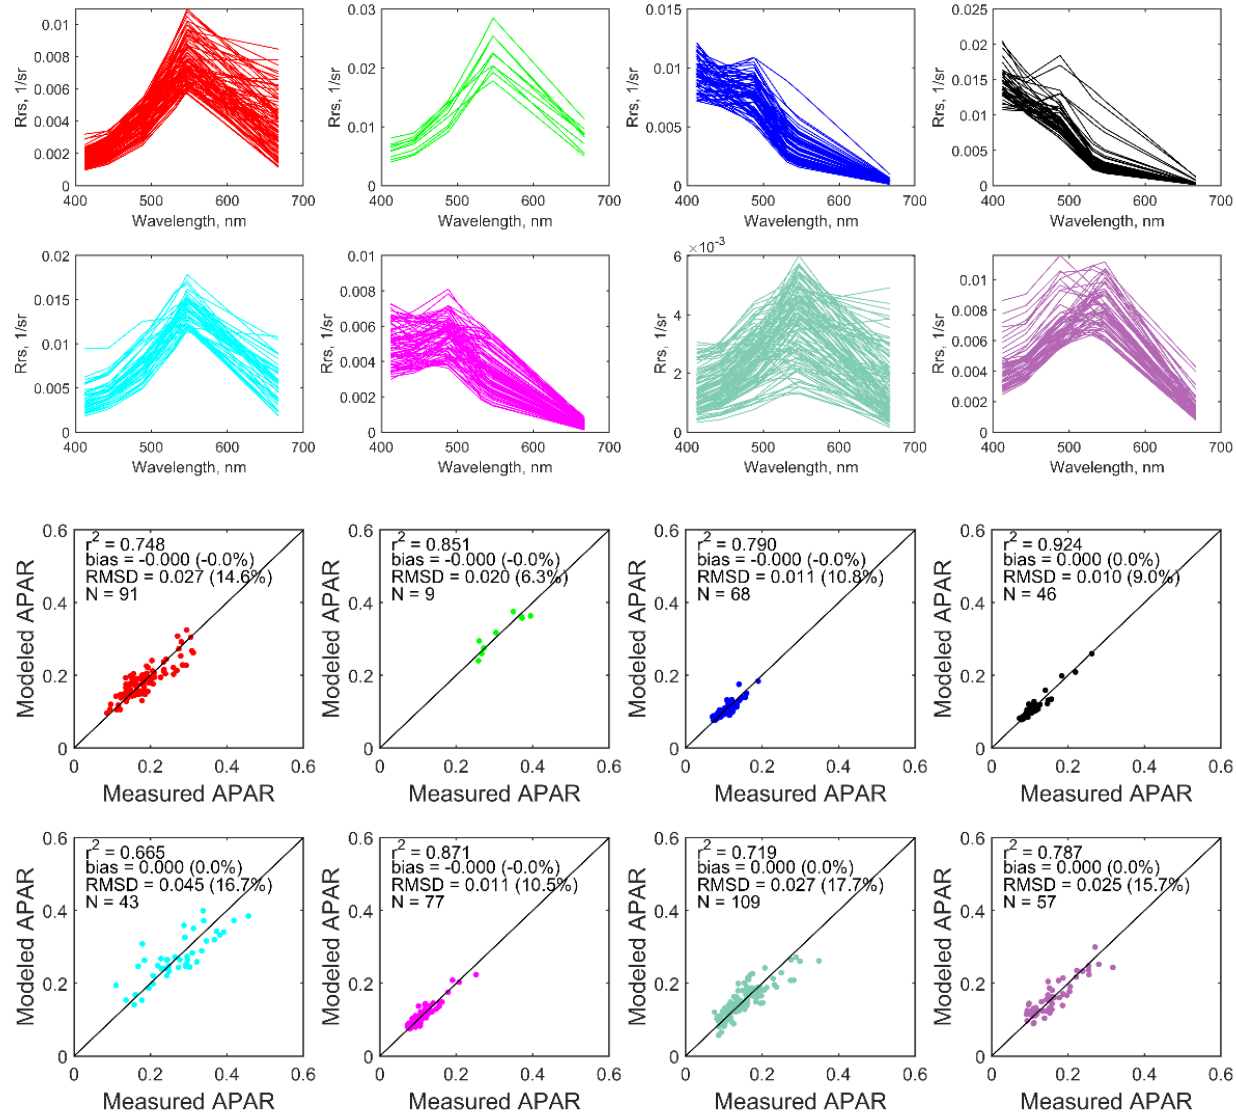 0.01
0.008
0.006
0.004
0.002
0
Rrs, 1/sr
400 500 600 700
Wavelength, nm
0.03
0.02
0.01
0
Rrs, 1/sr
400 500 600 700
Wavelength, nm
0.015
0.01
0.005
0
Rrs, 1/sr
400 500 600 700
Wavelength, nm
0.025
0.02
0.015
0.01
0.005
0
Rrs, 1/sr
400 500 600 700
Wavelength, nm
0.02
0.015
0.01
0.005
0
Rrs, 1/sr
400 500 600 700
Wavelength, nm
0.01
0.008
0.006
0.004
0.002
0
Rrs, 1/sr
400 500 600 700
Wavelength, nm
×10⁻³
6
4
2
0
Rrs, 1/sr
400 500 600 700
Wavelength, nm
0.01
0.008
0.006
0.004
0.002
0
Rrs, 1/sr
400 500 600 700
Wavelength, nm
r² = 0.748
bias = -0.000 (-0.0%)
RMSD = 0.027 (14.6%)
N = 91
0.6
0.4
0.2
0
Modeled APAR
0 0.2 0.4 0.6
Measured APAR
r² = 0.851
bias = -0.000 (-0.0%)
RMSD = 0.020 (6.3%)
N = 9
0.6
0.4
0.2
0
Modeled APAR
0 0.2 0.4 0.6
Measured APAR
r² = 0.790
bias = -0.000 (-0.0%)
RMSD = 0.011 (10.8%)
N = 68
0.6
0.4
0.2
0
Modeled APAR
0 0.2 0.4 0.6
Measured APAR
r² = 0.924
bias = 0.000 (0.0%)
RMSD = 0.010 (9.0%)
N = 46
0.6
0.4
0.2
0
Modeled APAR
0 0.2 0.4 0.6
Measured APAR
r² = 0.665
bias = 0.000 (0.0%)
RMSD = 0.045 (16.7%)
N = 43
0.6
0.4
0.2
0
Modeled APAR
0 0.2 0.4 0.6
Measured APAR
r² = 0.871
bias = -0.000 (-0.0%)
RMSD = 0.011 (10.5%)
N = 77
0.6
0.4
0.2
0
Modeled APAR
0 0.2 0.4 0.6
Measured APAR
r² = 0.719
bias = 0.000 (0.0%)
RMSD = 0.027 (17.7%)
N = 109
0.6
0.4
0.2
0
Modeled APAR
0 0.2 0.4 0.6
Measured APAR
r² = 0.787
bias = 0.000 (0.0%)
RMSD = 0.025 (15.7%)
N = 57
0.6
0.4
0.2
0
Modeled APAR
0 0.2 0.4 0.6
Measured APAR